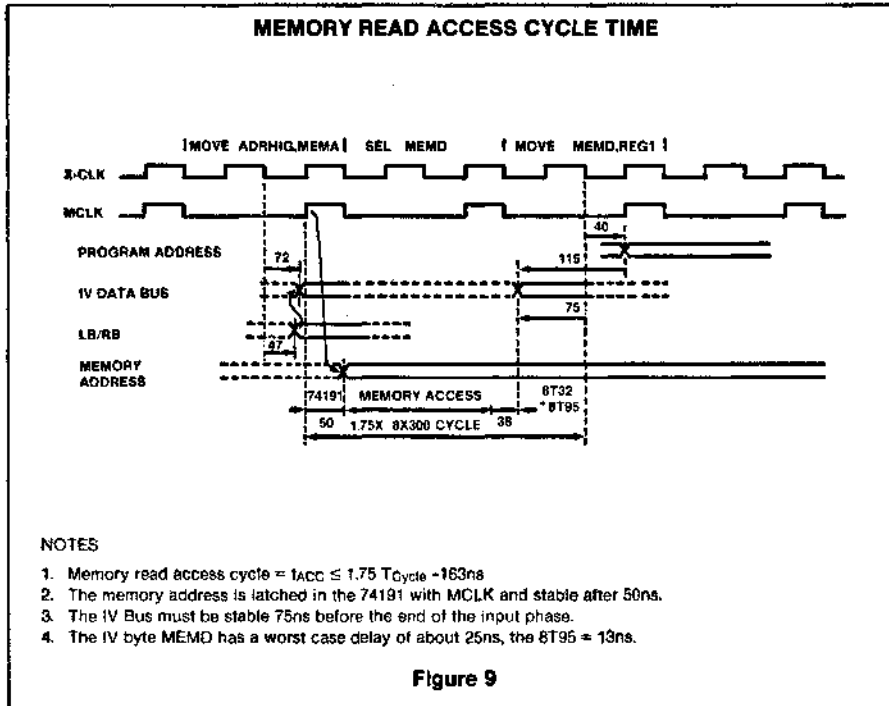 MEMORY READ ACCESS CYCLE TIME
MOVE ADRHIG,MEMA SEL MEMD MOVE MEMD,REG1
X-CLK
MCLK
40
PROGRAM ADDRESS
72
115
IV DATA BUS
75
LB/RB
47
MEMORY
ADDRESS
74191 MEMORY ACCESS 8T32
+8T95
50 1.75X 8X300 CYCLE 38
NOTES
1. Memory read access cycle = tACC ≤ 1.75 TCycle -163ns
2. The memory address is latched in the 74191 with MCLK and stable after 50ns.
3. The IV Bus must be stable 75ns before the end of the input phase.
4. The IV byte MEMD has a worst case delay of about 25ns, the 8T95 = 13ns.
Figure 9